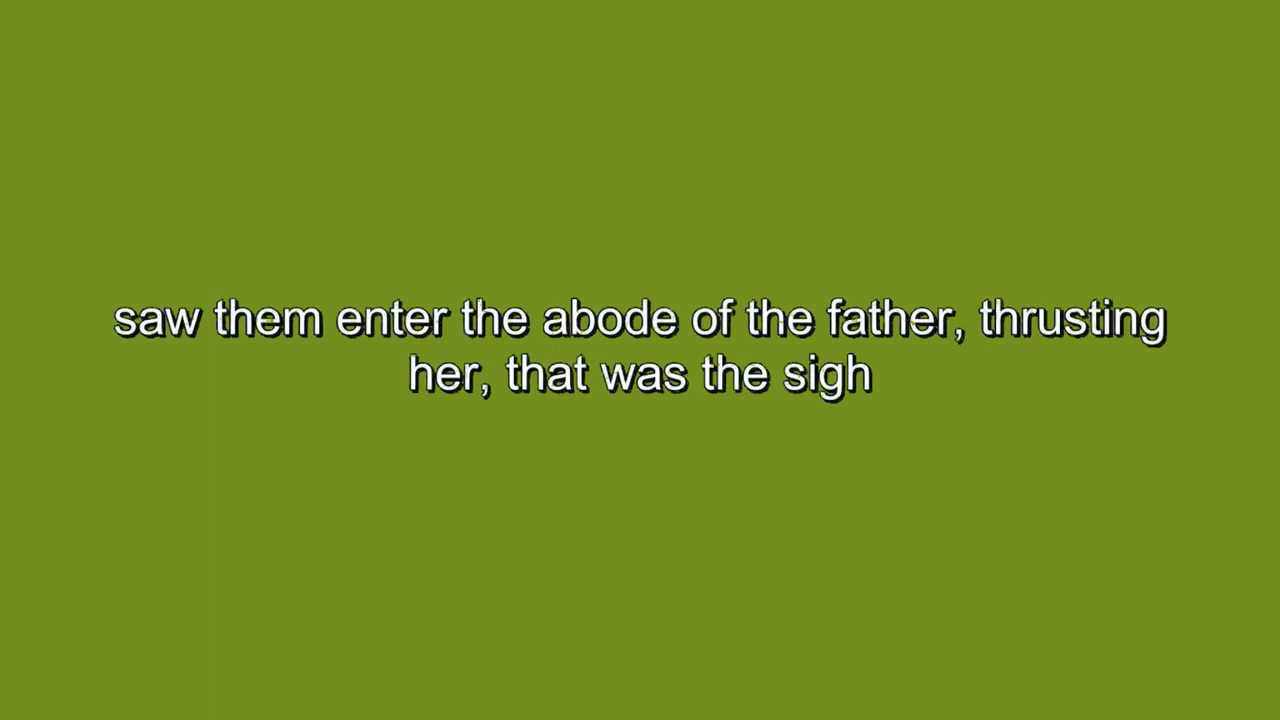 saw them enter the abode of the father, thrusting
her, that was the sigh